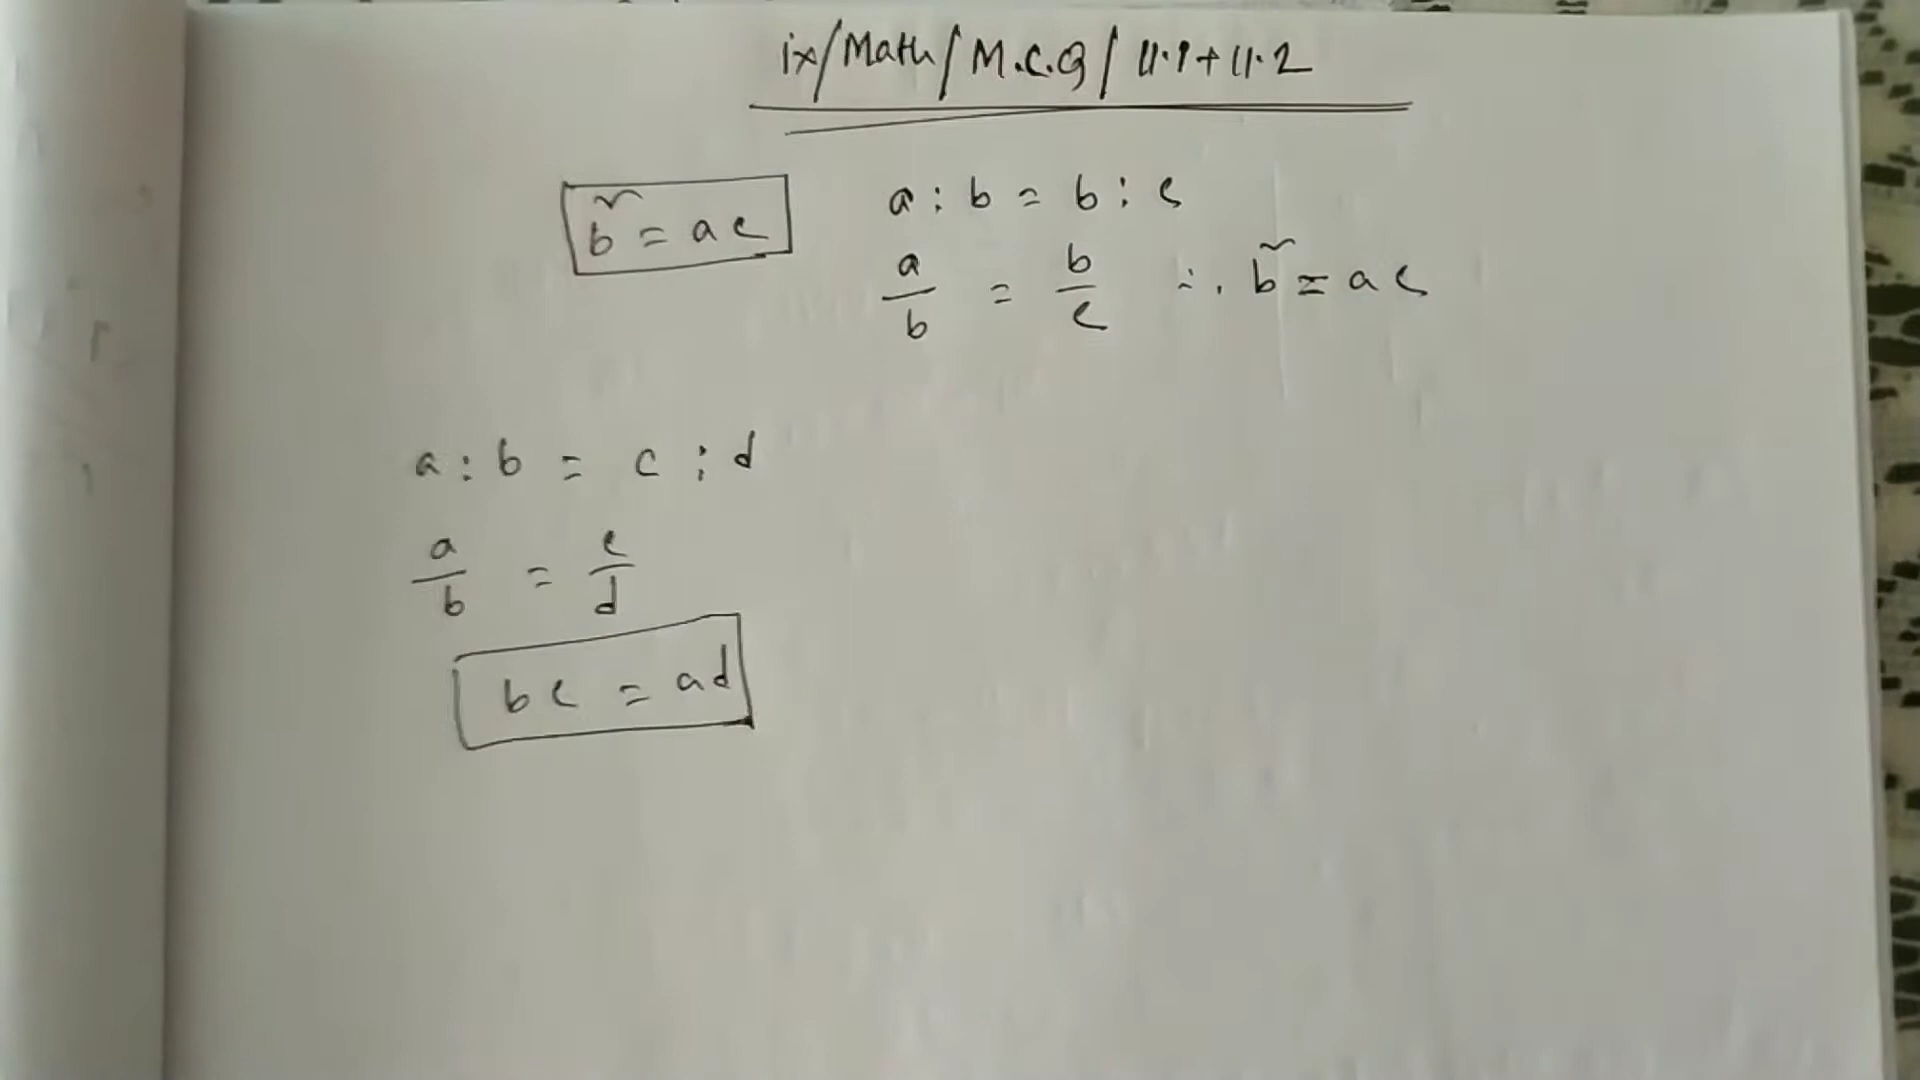 ix/Math/M.C.Q/11.1+11.2
b² = ac
a : b = b : c
a/b = b/c ∴ b² = ac
a : b = c : d
a/b = c/d
bc = ad